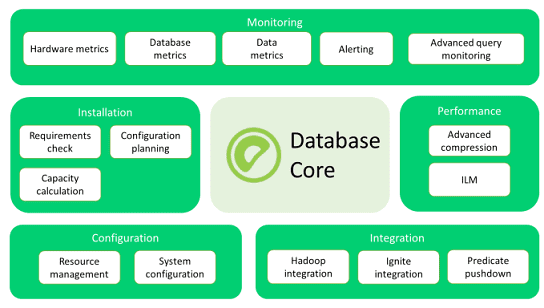 Monitoring
Hardware metrics
Database
metrics
Data
metrics
Alerting
Advanced query
monitoring
Installation
Requirements
check
Configuration
planning
Capacity
calculation
Database
Core
Performance
Advanced
compression
ILM
Configuration
Resource
management
System
configuration
Integration
Hadoop
integration
Ignite
integration
Predicate
pushdown